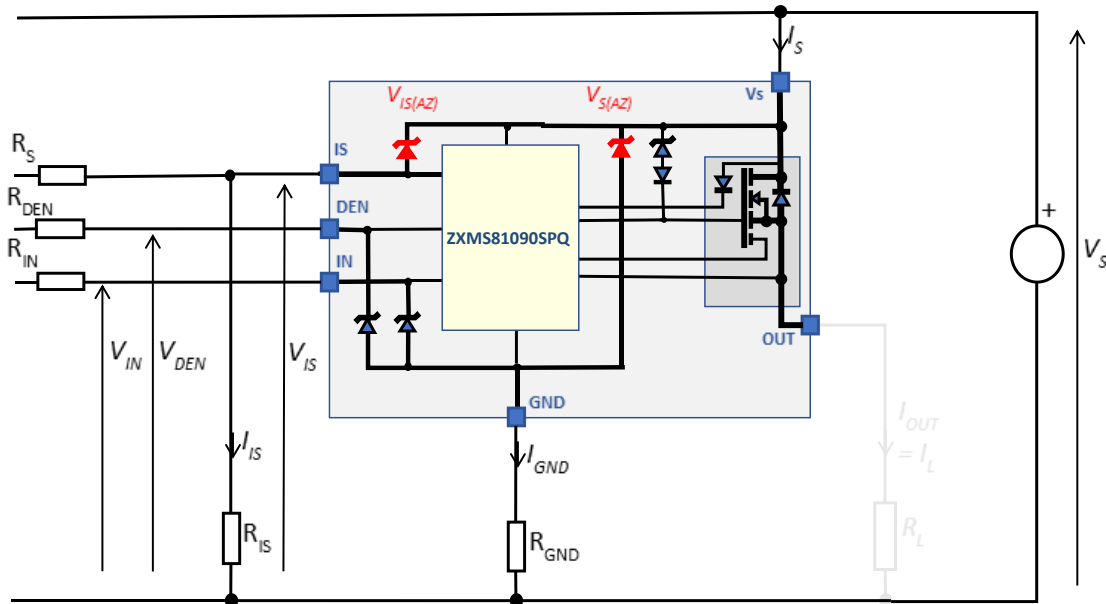 I_S
V_IS(AZ)
V_S(AZ)
Vs
R_S
IS
R_DEN
DEN
ZXMS81090SPQ
+
R_IN
IN
V_S
V_IN
V_DEN
V_IS
OUT
GND
I_OUT
= I_L
I_IS
I_GND
R_IS
R_GND
R_L